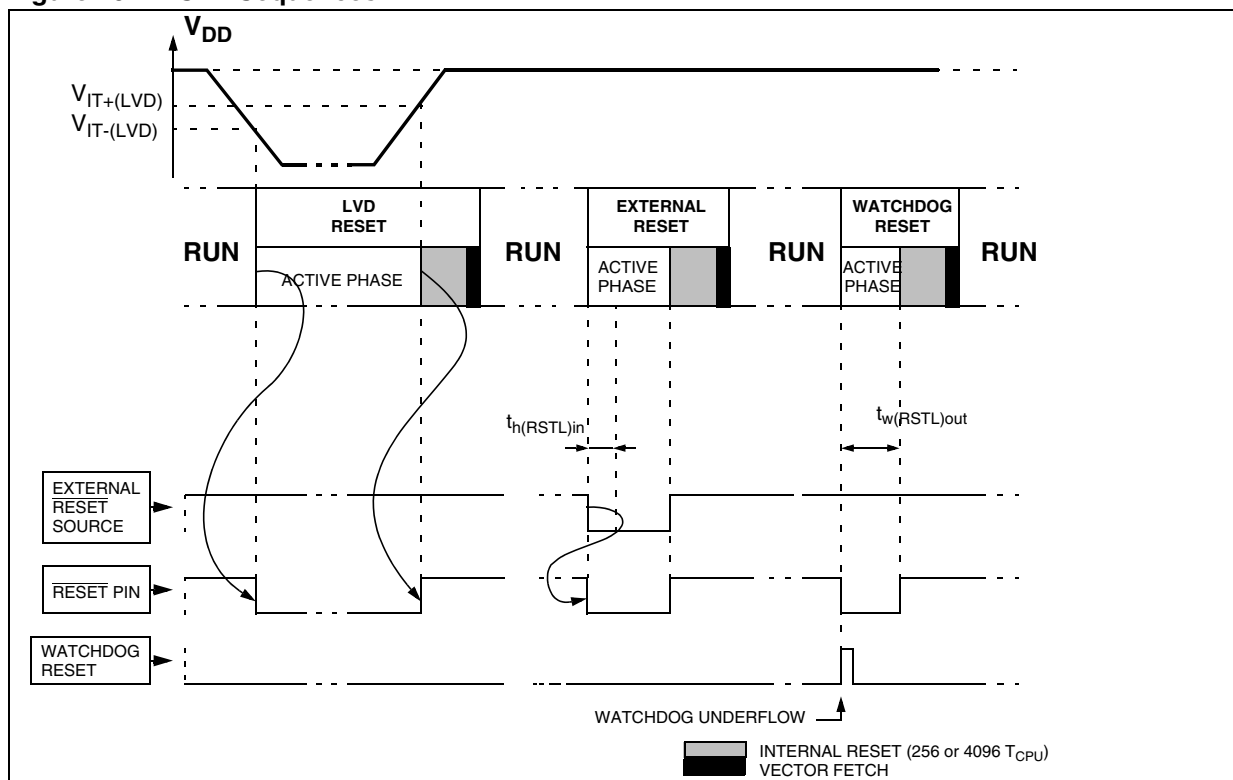 V_DD
V_IT+(LVD)
V_IT-(LVD)
LVD
RESET
EXTERNAL
RESET
WATCHDOG
RESET
RUN
RUN
RUN
RUN
ACTIVE PHASE
ACTIVE
PHASE
ACTIVE
PHASE
t_h(RSTL)in
t_w(RSTL)out
EXTERNAL
RESET
SOURCE
RESET PIN
WATCHDOG
RESET
WATCHDOG UNDERFLOW
INTERNAL RESET (256 or 4096 T_CPU)
VECTOR FETCH